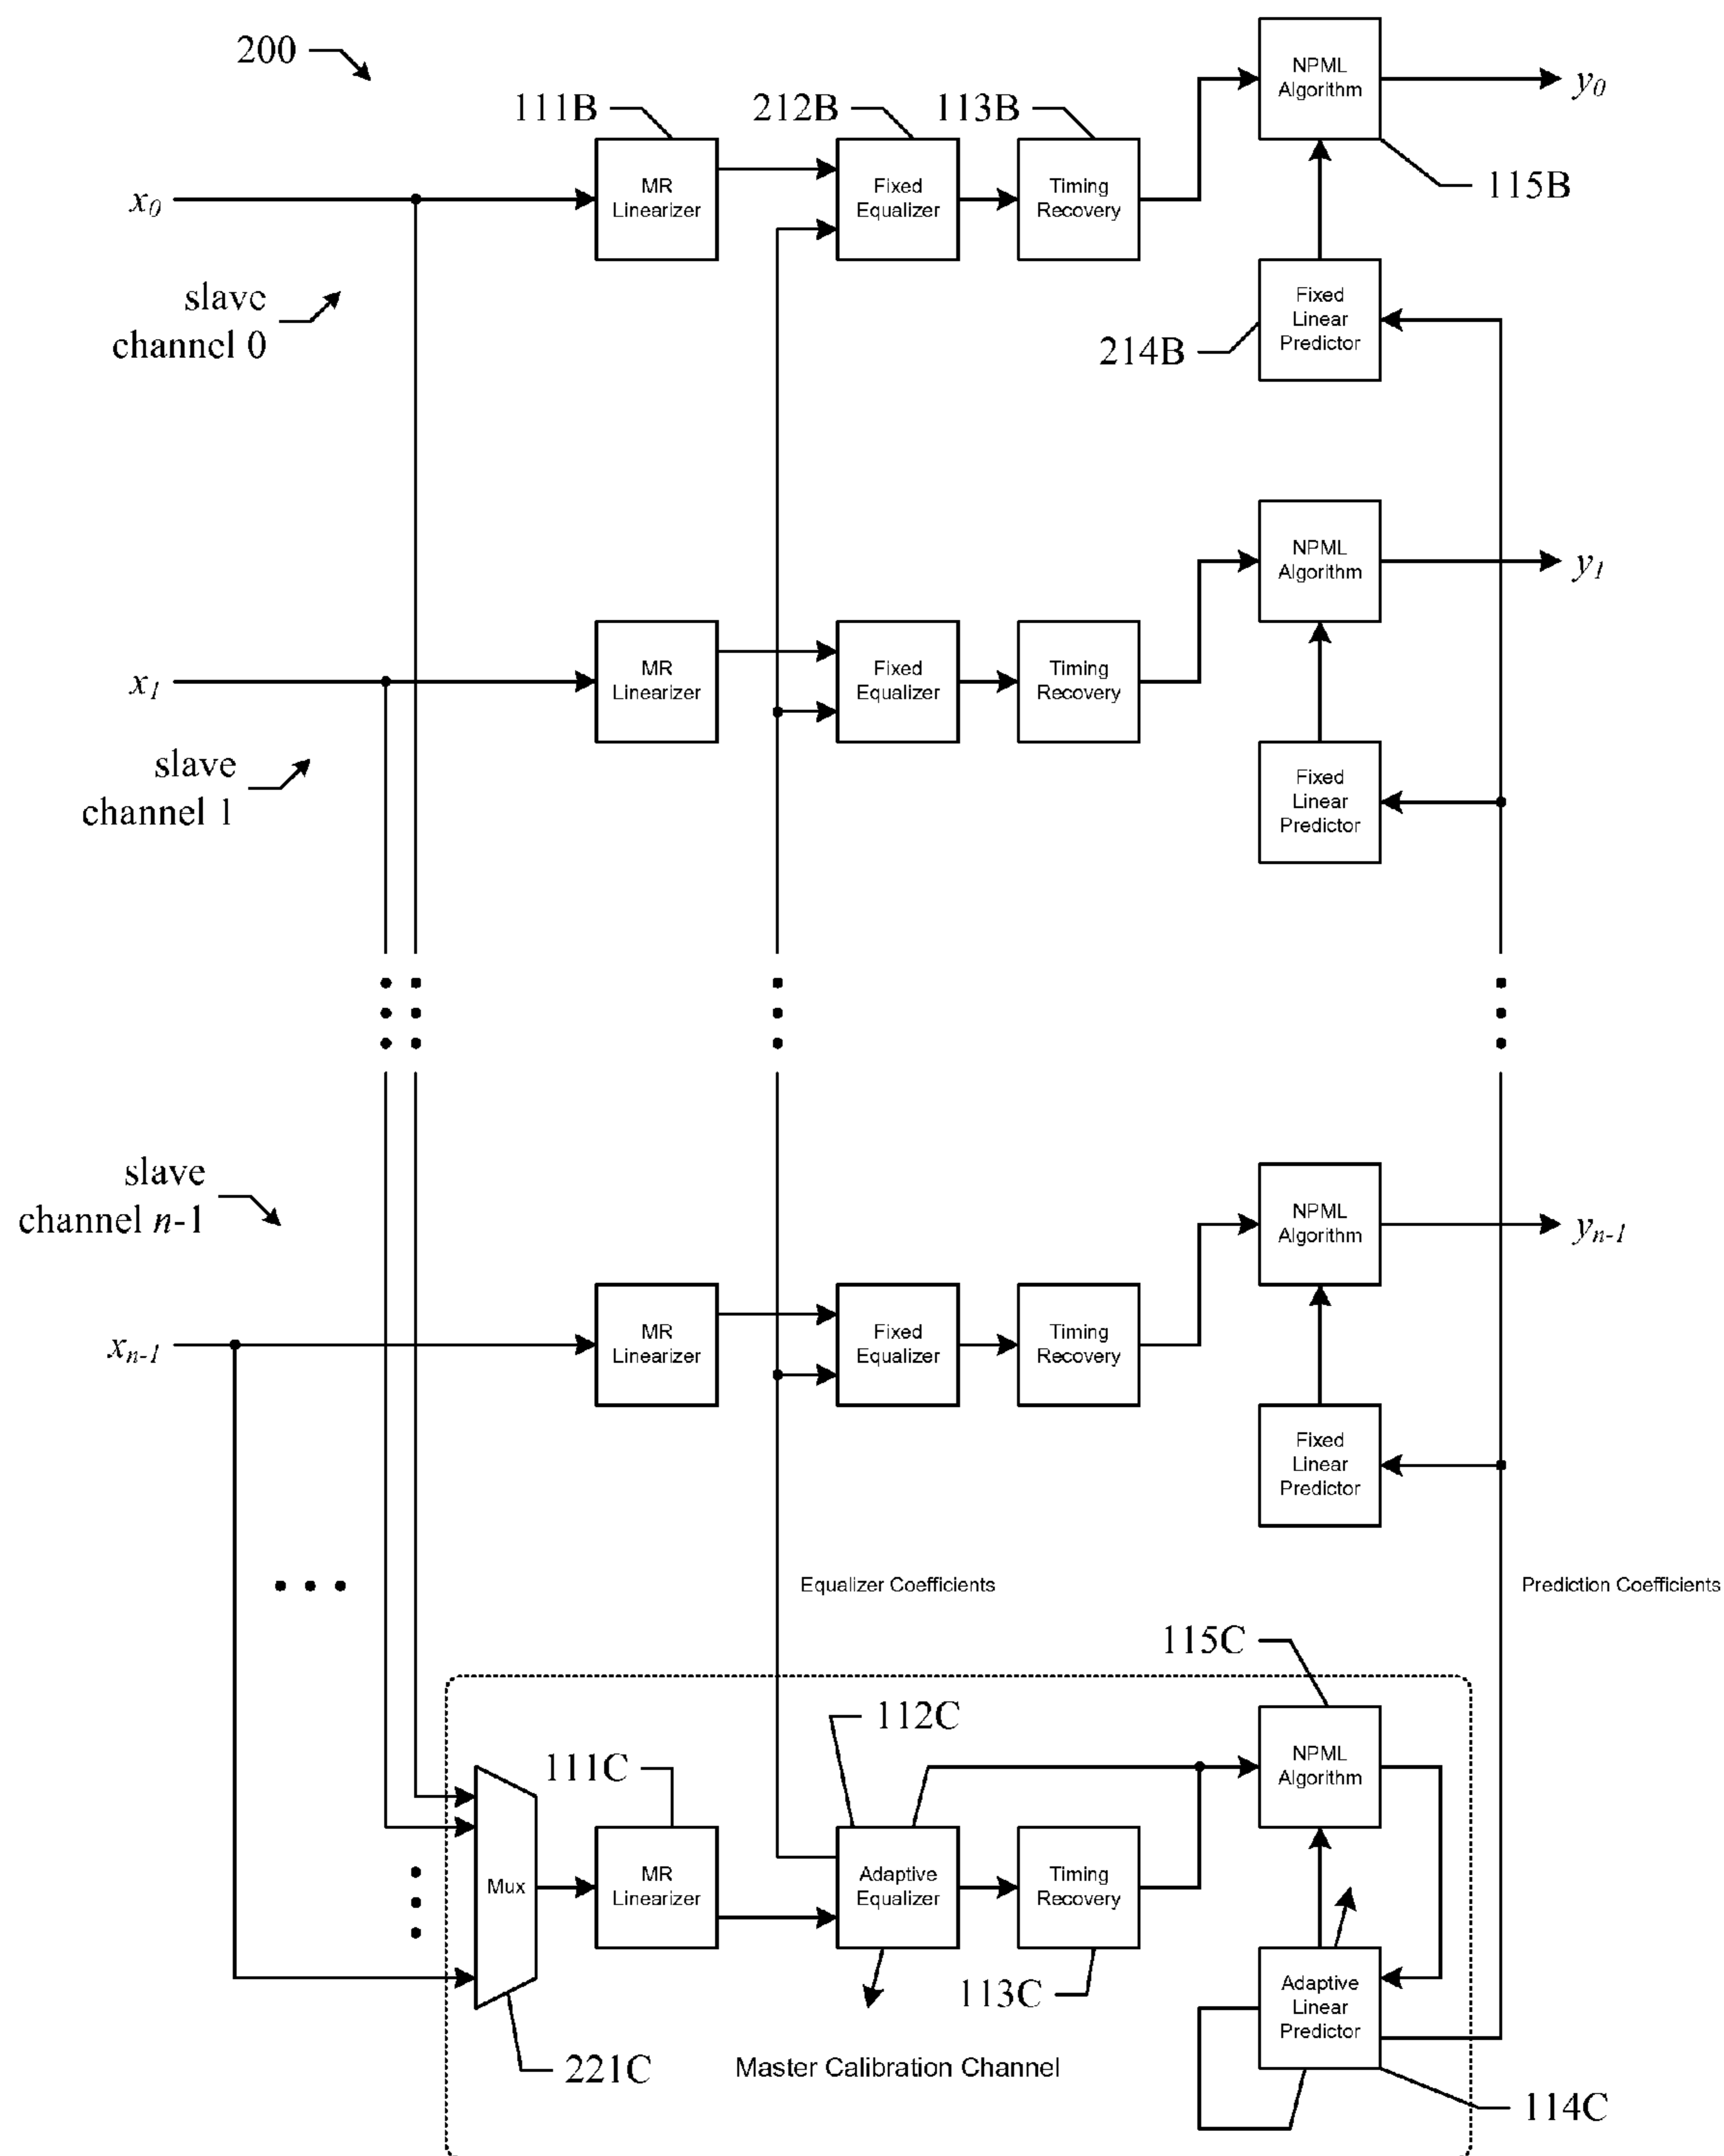 200
111B
212B
113B
NPML
Algorithm
y0
115B
x0
MR
Linearizer
Fixed
Equalizer
Timing
Recovery
slave
channel 0
Fixed
Linear
Predictor
214B
NPML
Algorithm
y1
x1
MR
Linearizer
Fixed
Equalizer
Timing
Recovery
slave
channel 1
Fixed
Linear
Predictor
slave
channel n-1
NPML
Algorithm
yn-1
xn-1
MR
Linearizer
Fixed
Equalizer
Timing
Recovery
Fixed
Linear
Predictor
Equalizer Coefficients
Prediction Coefficients
115C
112C
111C
NPML
Algorithm
Mux
MR
Linearizer
Adaptive
Equalizer
Timing
Recovery
113C
Adaptive
Linear
Predictor
221C
Master Calibration Channel
114C